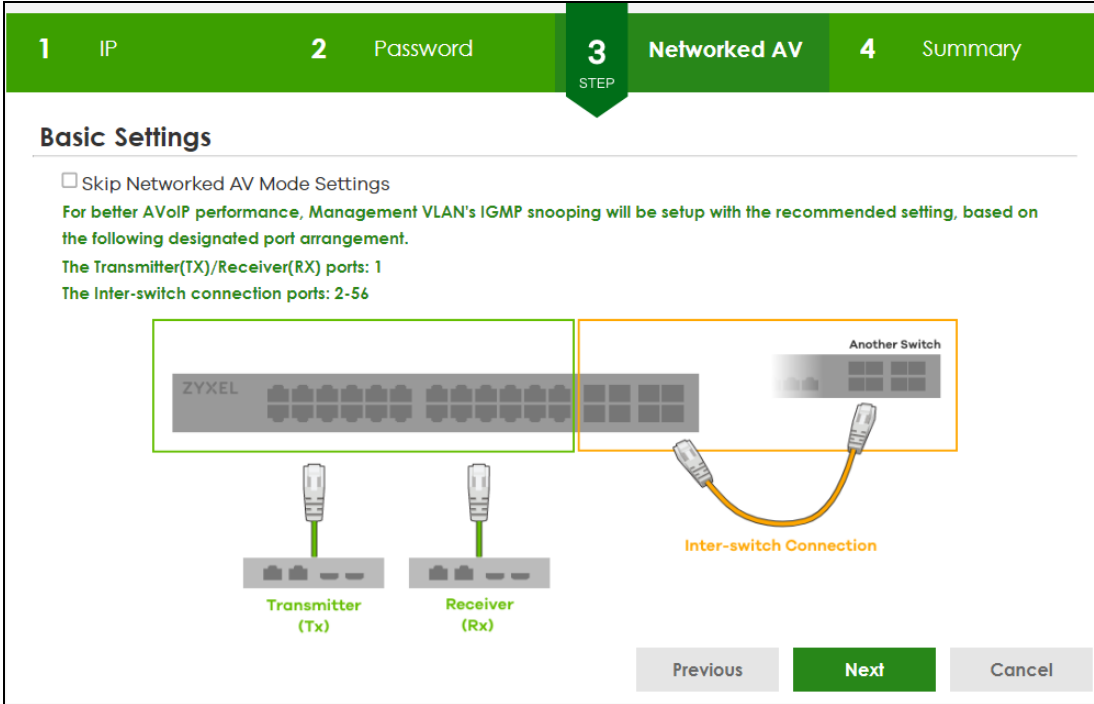 1 IP 2 Password 3 STEP Networked AV 4 Summary
Basic Settings
Skip Networked AV Mode Settings
For better AVoIP performance, Management VLAN's IGMP snooping will be setup with the recommended setting, based on
the following designated port arrangement.
The Transmitter(TX)/Receiver(RX) ports: 1
The Inter-switch connection ports: 2-56
Another Switch
ZYXEL
Inter-switch Connection
Transmitter
(Tx)
Receiver
(Rx)
Previous Next Cancel